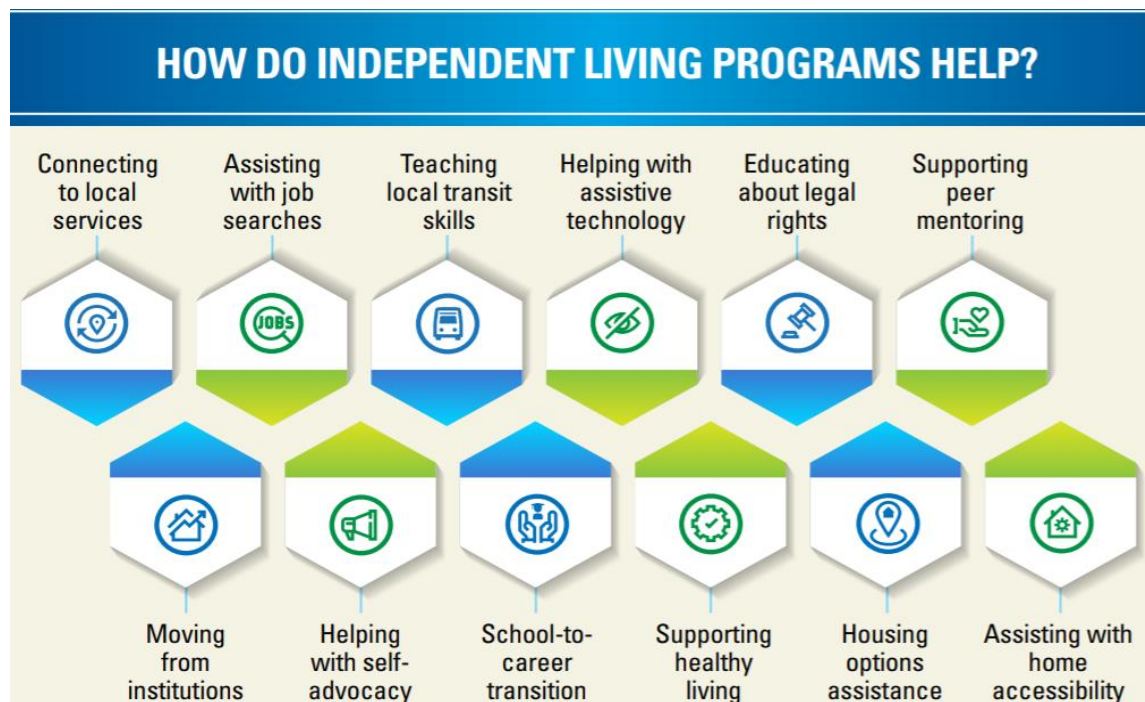 HOW DO INDEPENDENT LIVING PROGRAMS HELP?
Connecting
to local
services
Assisting
with job
searches
Teaching
local transit
skills
Helping with
assistive
technology
Educating
about legal
rights
Supporting
peer
mentoring
JOBS
Moving
from
institutions
Helping
with self-
advocacy
School-to-
career
transition
Supporting
healthy
living
Housing
options
assistance
Assisting with
home
accessibility